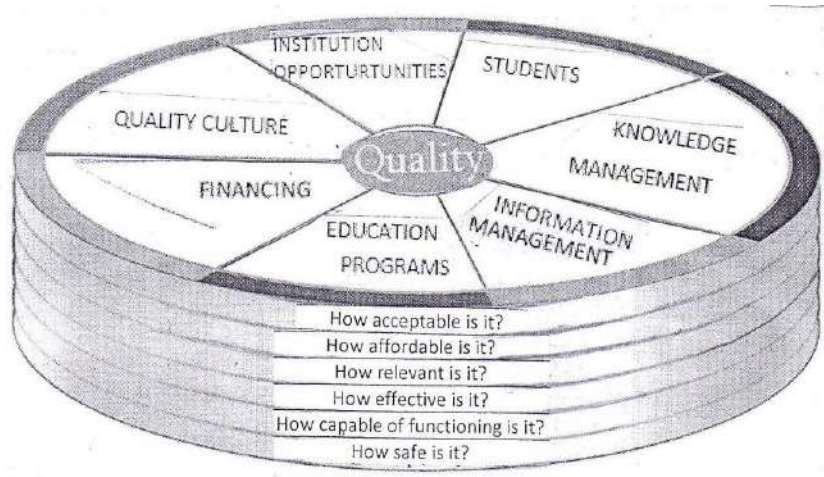 INSTITUTION
OPPORTURTUNITIES
STUDENTS
QUALITY CULTURE
KNOWLEDGE
MANAGEMENT
Quality
FINANCING
INFORMATION
MANAGEMENT
EDUCATION
PROGRAMS
How acceptable is it?
How affordable is it?
How relevant is it?
How effective is it?
How capable of functioning is it?
How safe is it?